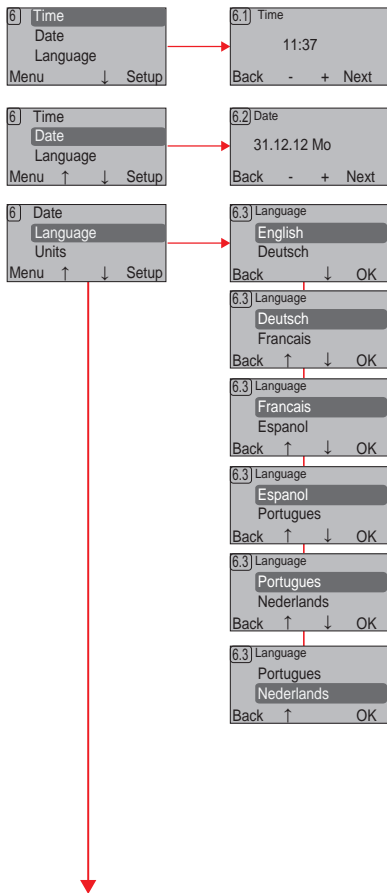 6 Time
Date
Language
Menu ↓ Setup
6.1) Time
11:37
Back - + Next
6 Time
Date
Language
Menu ↑ ↓ Setup
6.2) Date
31.12.12 Mo
Back - + Next
6 Date
Language
Units
Menu ↑ ↓ Setup
6.3) Language
English
Deutsch
Back ↓ OK
6.3) Language
Deutsch
Francais
Back ↑ ↓ OK
6.3) Language
Francais
Espanol
Back ↑ ↓ OK
6.3) Language
Espanol
Portugues
Back ↑ ↓ OK
6.3) Language
Portugues
Nederlands
Back ↑ ↓ OK
6.3) Language
Portugues
Nederlands
Back ↑ OK